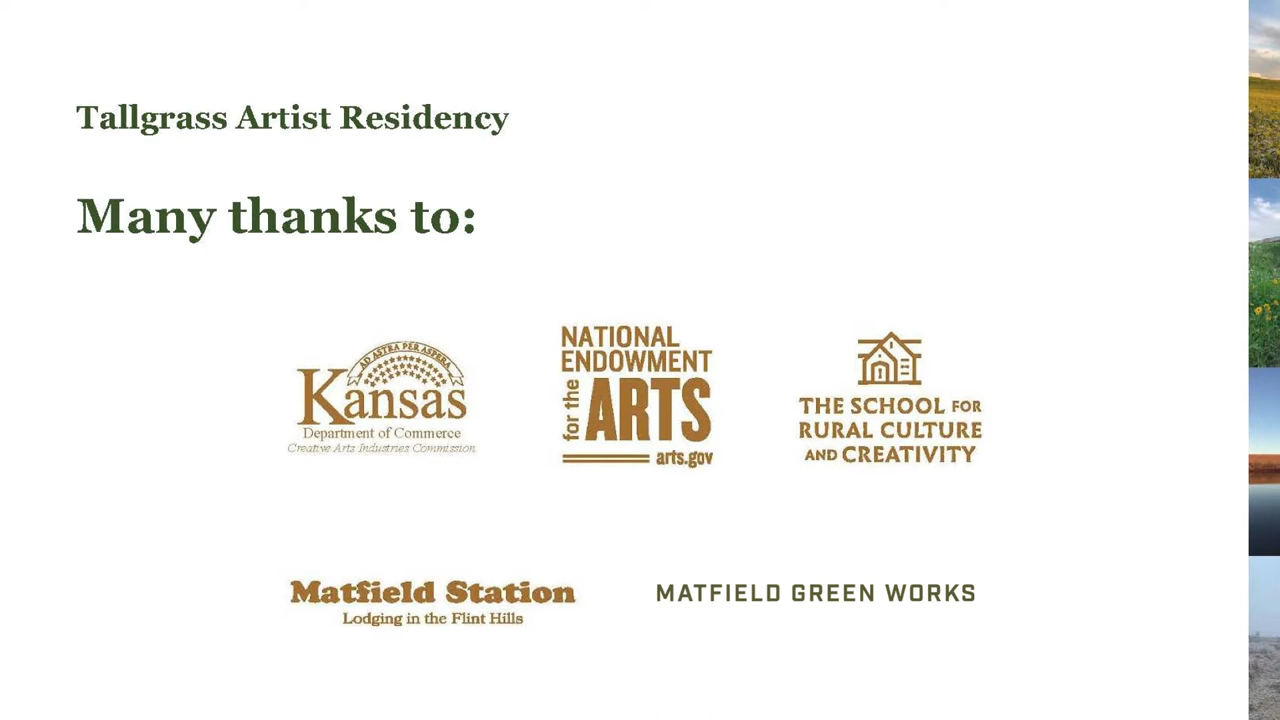 Tallgrass Artist Residency
Many thanks to:
AD ASTRA PER ASPERA
Kansas
Department of Commerce
Creative Arts Industries Commission
NATIONAL
ENDOWMENT
for the ARTS
arts.gov
THE SCHOOL FOR
RURAL CULTURE
AND CREATIVITY
Matfield Station
Lodging in the Flint Hills
MATFIELD GREEN WORKS